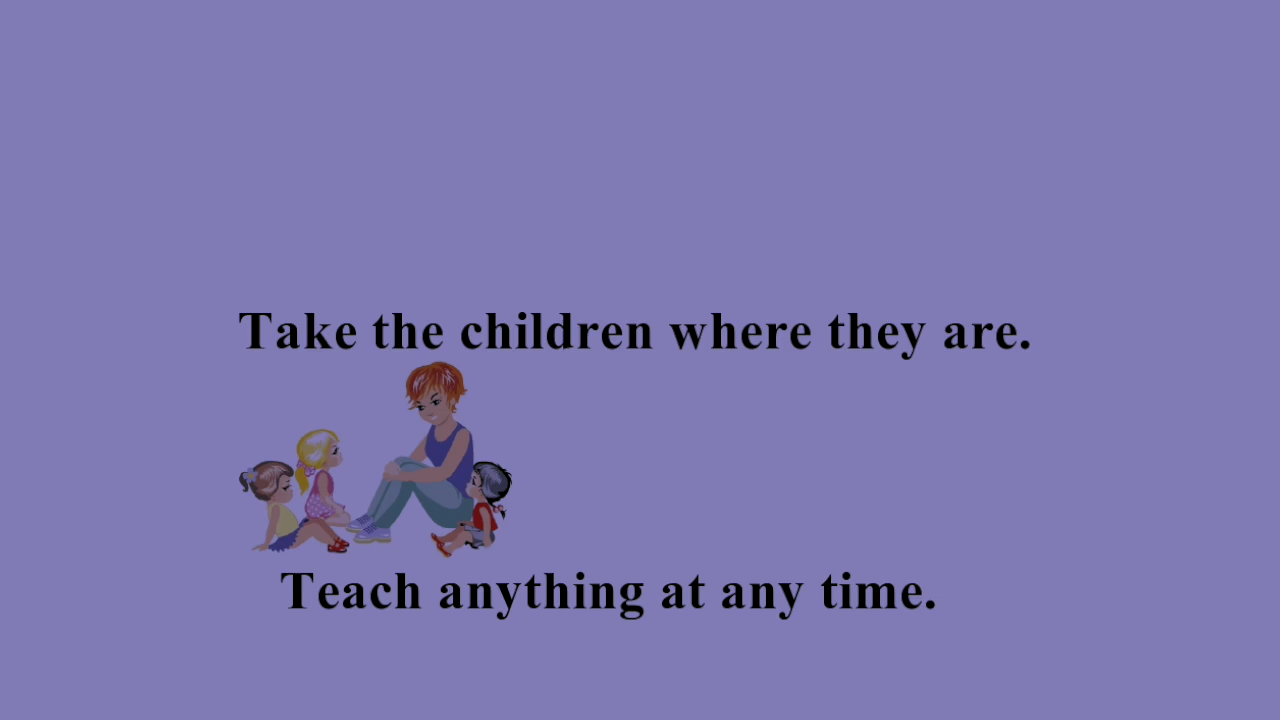 Take the children where they are.
Teach anything at any time.